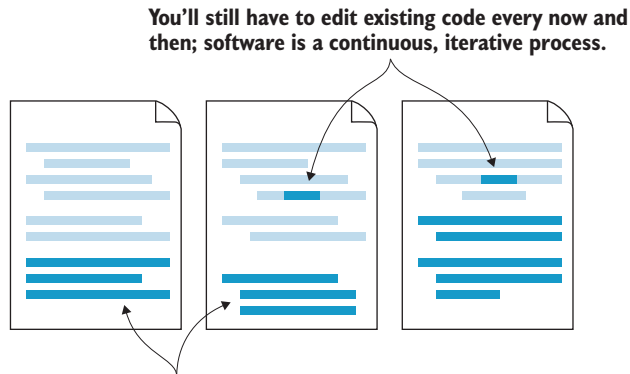 You’ll still have to edit existing code every now and
then; software is a continuous, iterative process.